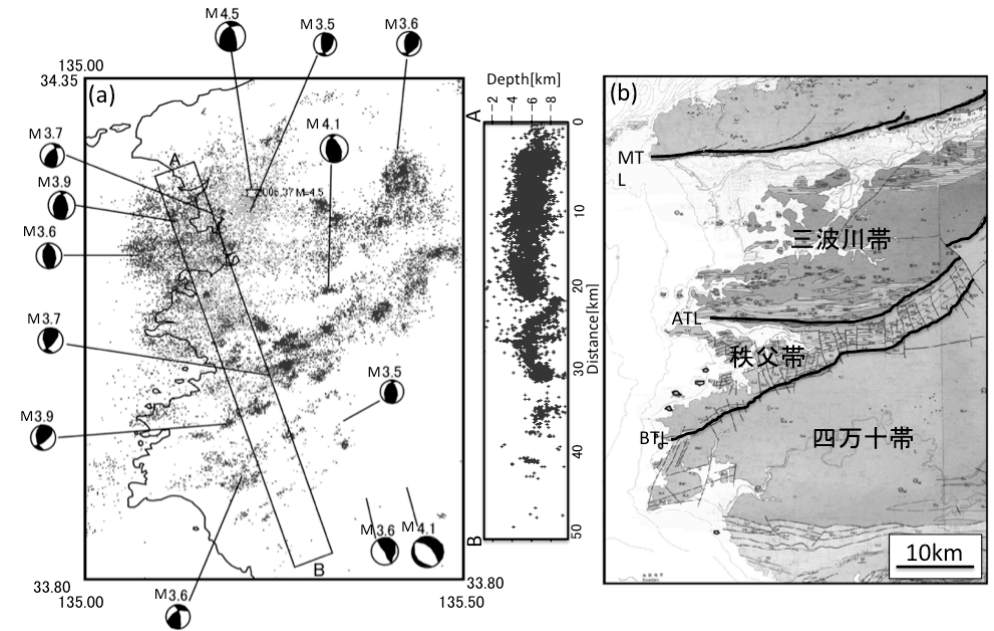 135.00
34.35
(a)
M4.5
M3.5
M3.6
M3.7
M4.1
M3.9
M3.6
M3.7
M3.5
M3.9
M3.6
M4.1
M3.6
A
B
33.80
135.00
33.80
135.50
Depth[km]
−2 −4 −6 −8
A
0
10
20
30
40
50
Distance[km]
B
(b)
MT
L
三波川帯
ATL
秩父帯
BTL
四万十帯
10km